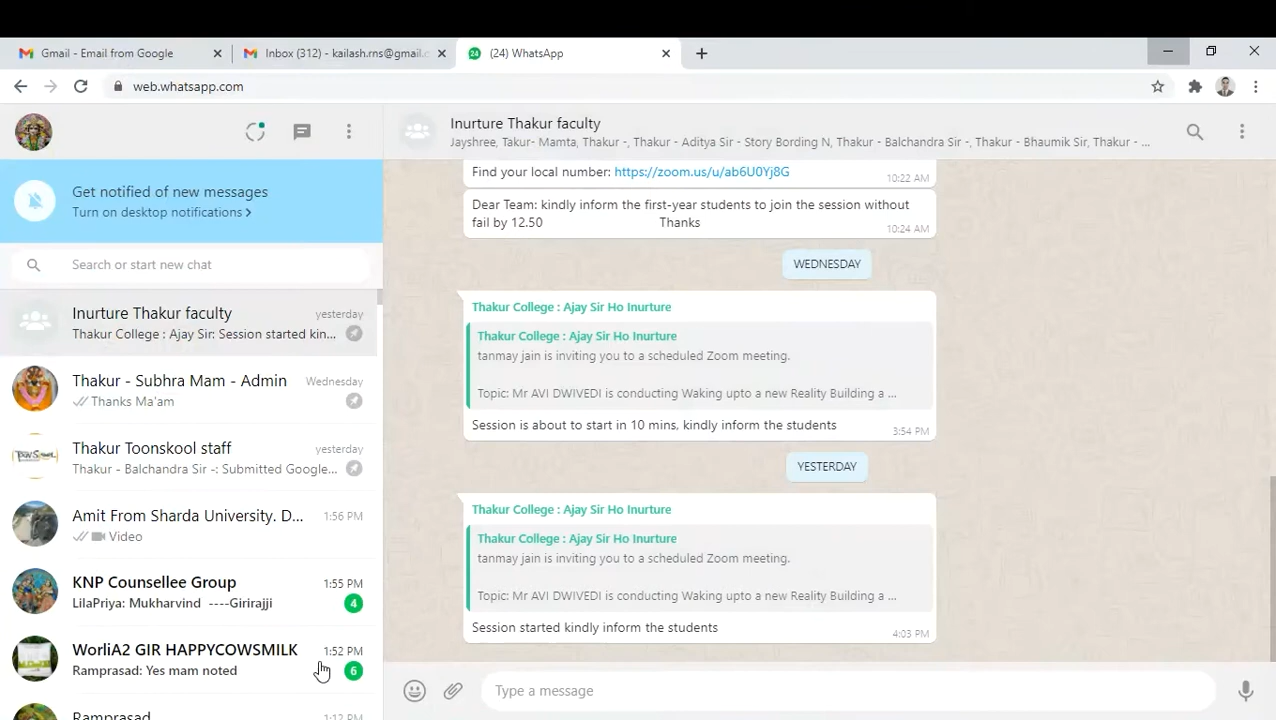 Gmail - Email from Google
Inbox (312) - kailash.rns@gmail.c
(24) WhatsApp
web.whatsapp.com
Get notified of new messages
Turn on desktop notifications >
Search or start new chat
Inurture Thakur faculty
yesterday
Thakur College : Ajay Sir: Session started kin...
Thakur - Subhra Mam - Admin
Wednesday
Thanks Ma'am
Thakur Toonskool staff
yesterday
Thakur - Balchandra Sir -: Submitted Google...
Amit From Sharda University. D...
1:56 PM
Video
KNP Counsellee Group
1:55 PM
LilaPriya: Mukharvind ----Girirajji
4
WorliA2 GIR HAPPYCOWSMILK
1:52 PM
Ramprasad: Yes mam noted
6
Ramprasad
1:12 PM
Inurture Thakur faculty
Jayshree, Takur- Mamta, Thakur -, Thakur - Aditya Sir - Story Bording N, Thakur - Balchandra Sir -, Thakur - Bhaumik Sir, Thakur - ...
Find your local number: https://zoom.us/u/ab6U0Yj8G
10:22 AM
Dear Team: kindly inform the first-year students to join the session without
fail by 12.50 Thanks
10:24 AM
WEDNESDAY
Thakur College : Ajay Sir Ho Inurture
Thakur College : Ajay Sir Ho Inurture
tanmay jain is inviting you to a scheduled Zoom meeting.
Topic: Mr AVI DWIVEDI is conducting Waking upto a new Reality Building a ...
Session is about to start in 10 mins, kindly inform the students
3:54 PM
YESTERDAY
Thakur College : Ajay Sir Ho Inurture
Thakur College : Ajay Sir Ho Inurture
tanmay jain is inviting you to a scheduled Zoom meeting.
Topic: Mr AVI DWIVEDI is conducting Waking upto a new Reality Building a ...
Session started kindly inform the students
4:03 PM
Type a message